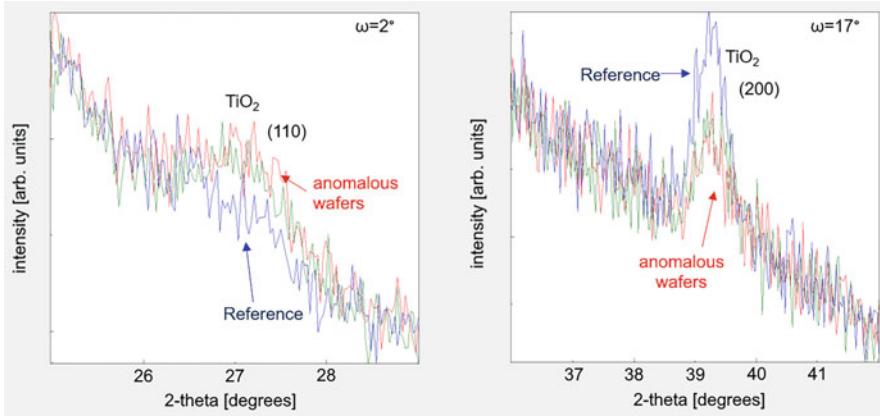 ω=2°
TiO2
(110)
anomalous
wafers
Reference
intensity [arb. units]
26 27 28
2-theta [degrees]
ω=17°
Reference
TiO2
(200)
anomalous
wafers
intensity [arb. units]
37 38 39 40 41
2-theta [degrees]